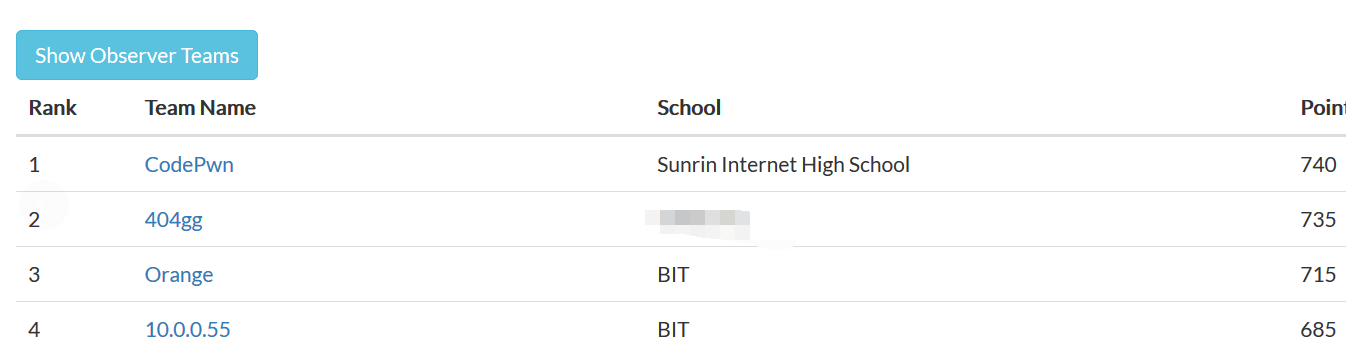 Show Observer Teams
Rank Team Name School Point
1 CodePwn Sunrin Internet High School 740
2 404gg 735
3 Orange BIT 715
4 10.0.0.55 BIT 685